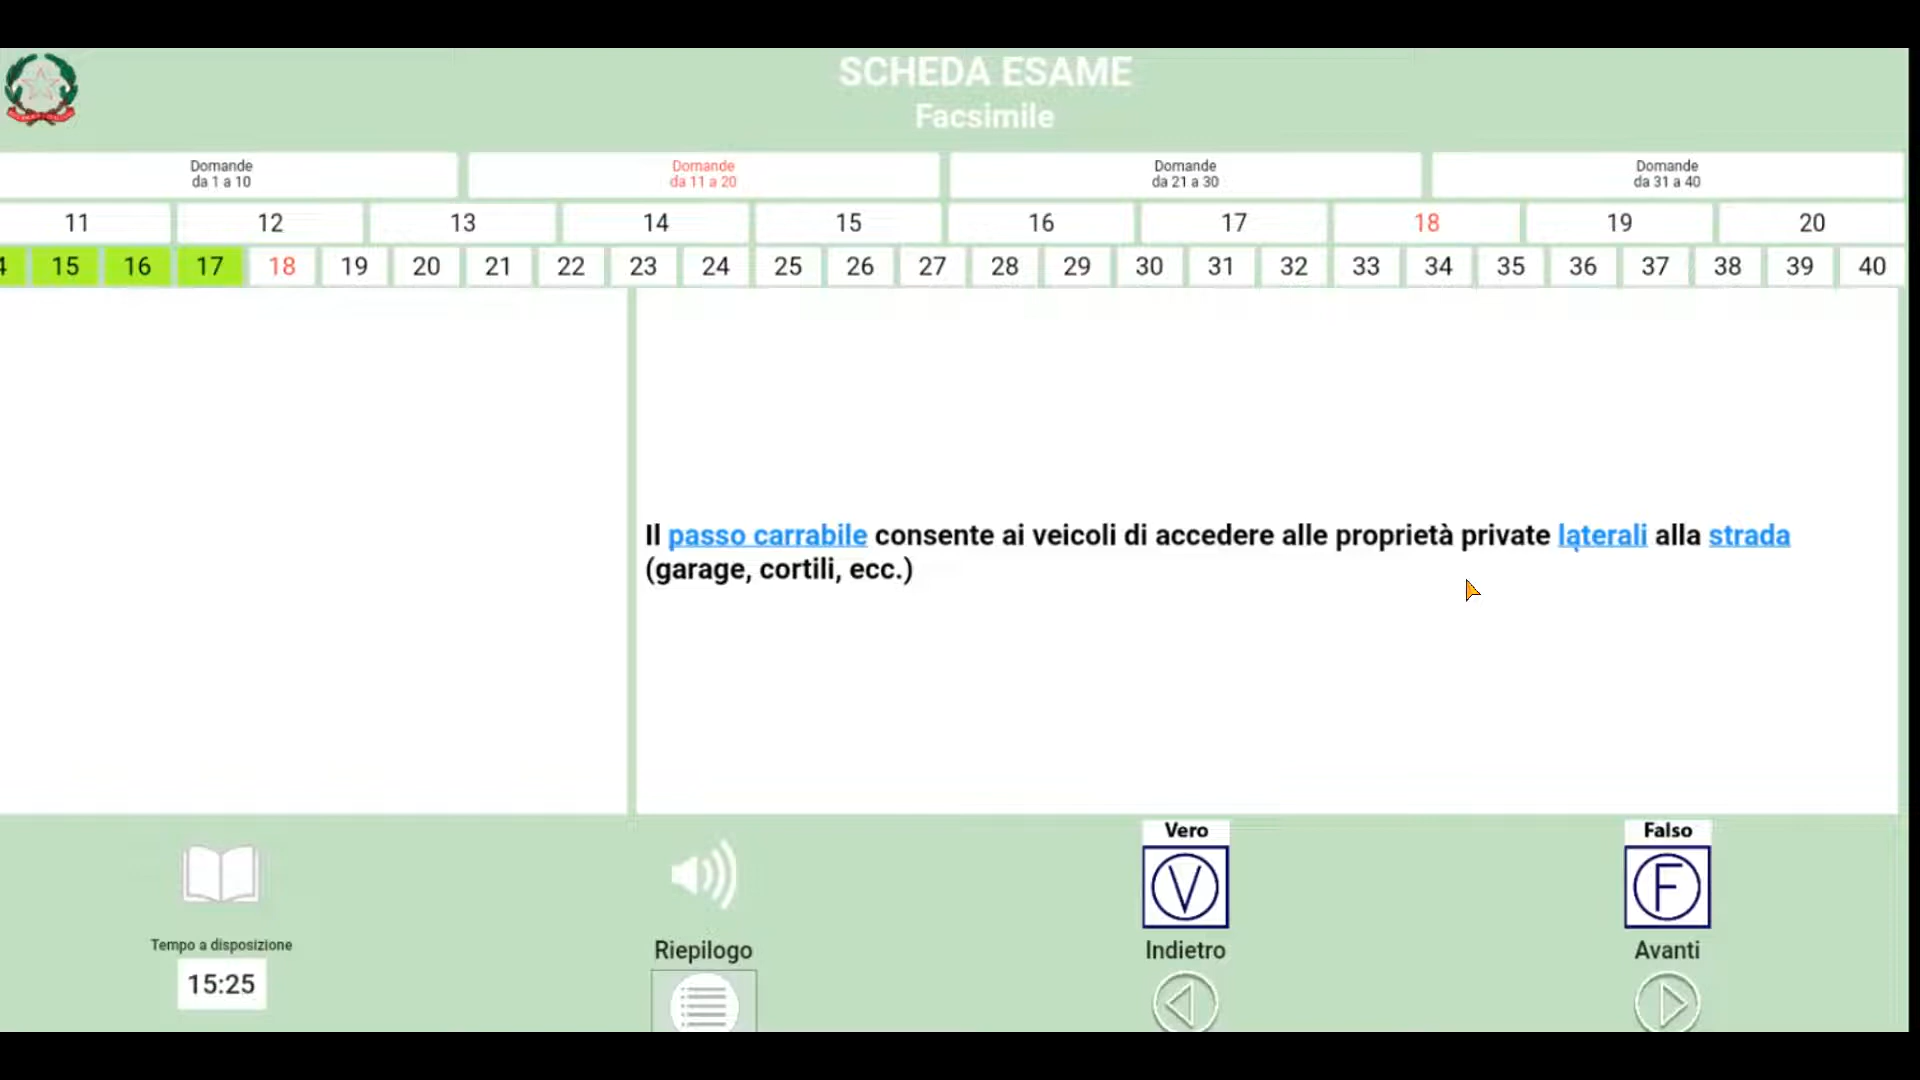 SCHEDA ESAME
Facsimile
Domande
da 1 a 10
Domande
da 11 a 20
Domande
da 21 a 30
Domande
da 31 a 40
11 12 13 14 15 16 17 18 19 20
4 15 16 17 18 19 20 21 22 23 24 25 26 27 28 29 30 31 32 33 34 35 36 37 38 39 40
Il passo carrabile consente ai veicoli di accedere alle proprietà private laterali alla strada
(garage, cortili, ecc.)
Vero
V
Falso
F
Tempo a disposizione
15:25
Riepilogo
Indietro
Avanti